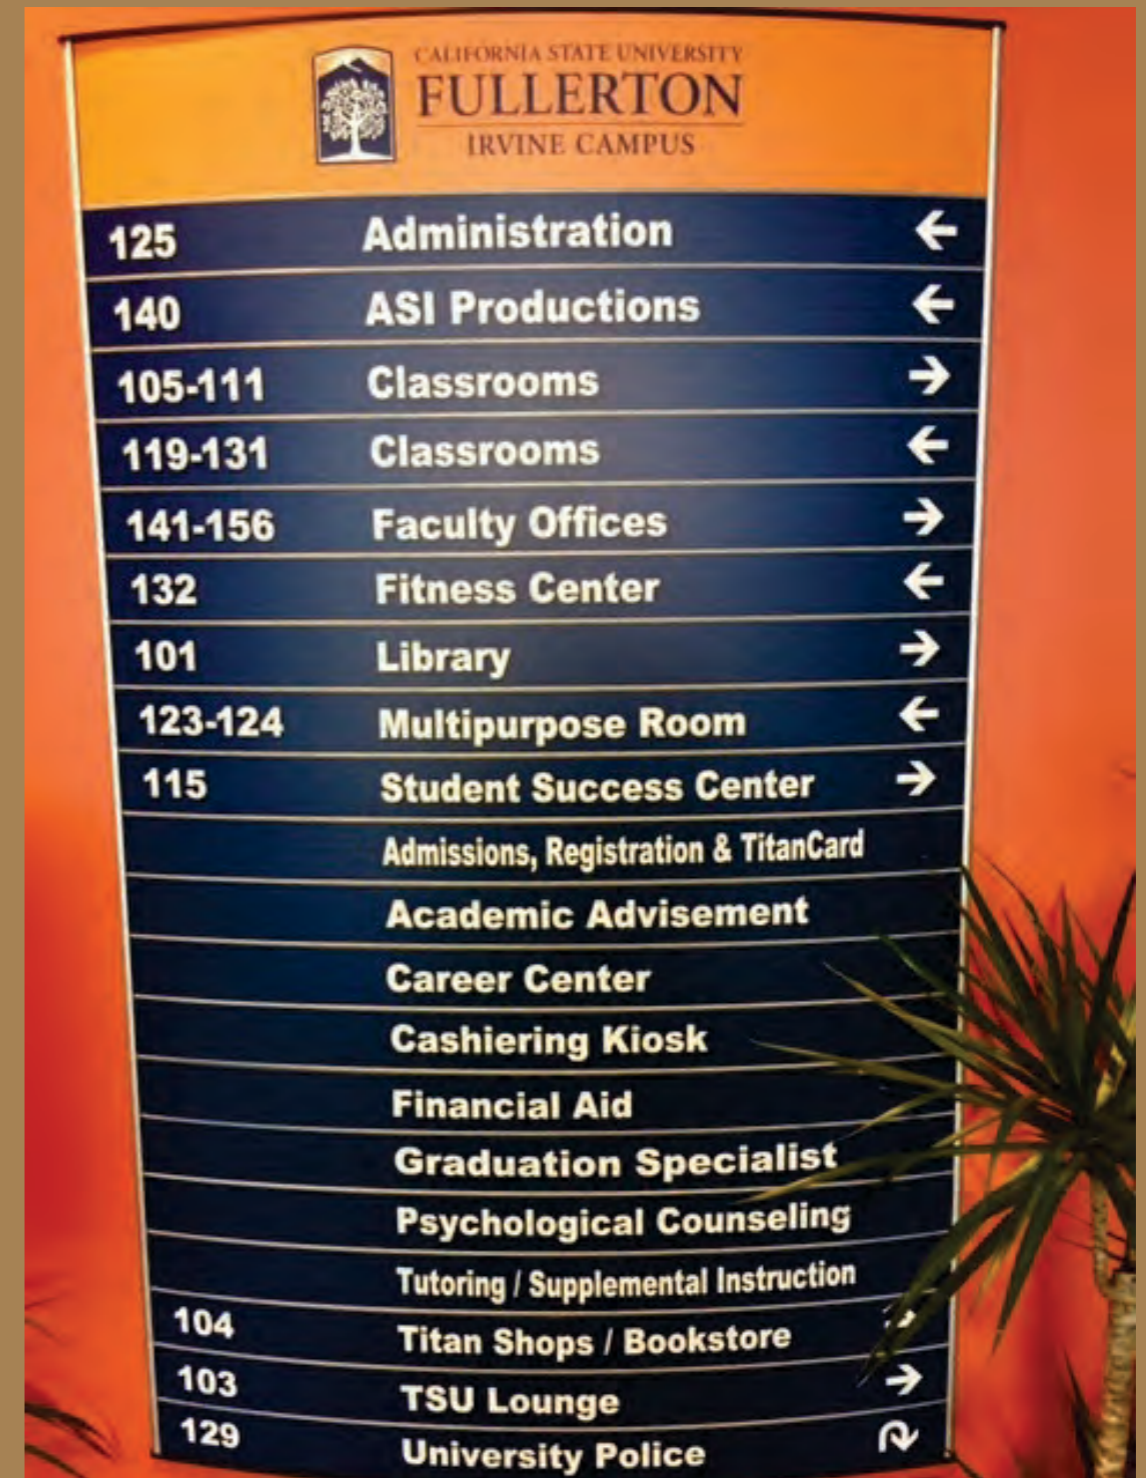 CALIFORNIA STATE UNIVERSITY
FULLERTON
IRVINE CAMPUS
125 Administration ←
140 ASI Productions ←
105-111 Classrooms →
119-131 Classrooms ←
141-156 Faculty Offices →
132 Fitness Center ←
101 Library →
123-124 Multipurpose Room ←
115 Student Success Center →
Admissions, Registration & TitanCard
Academic Advisement
Career Center
Cashiering Kiosk
Financial Aid
Graduation Specialist
Psychological Counseling
Tutoring / Supplemental Instruction
104 Titan Shops / Bookstore →
103 TSU Lounge →
129 University Police